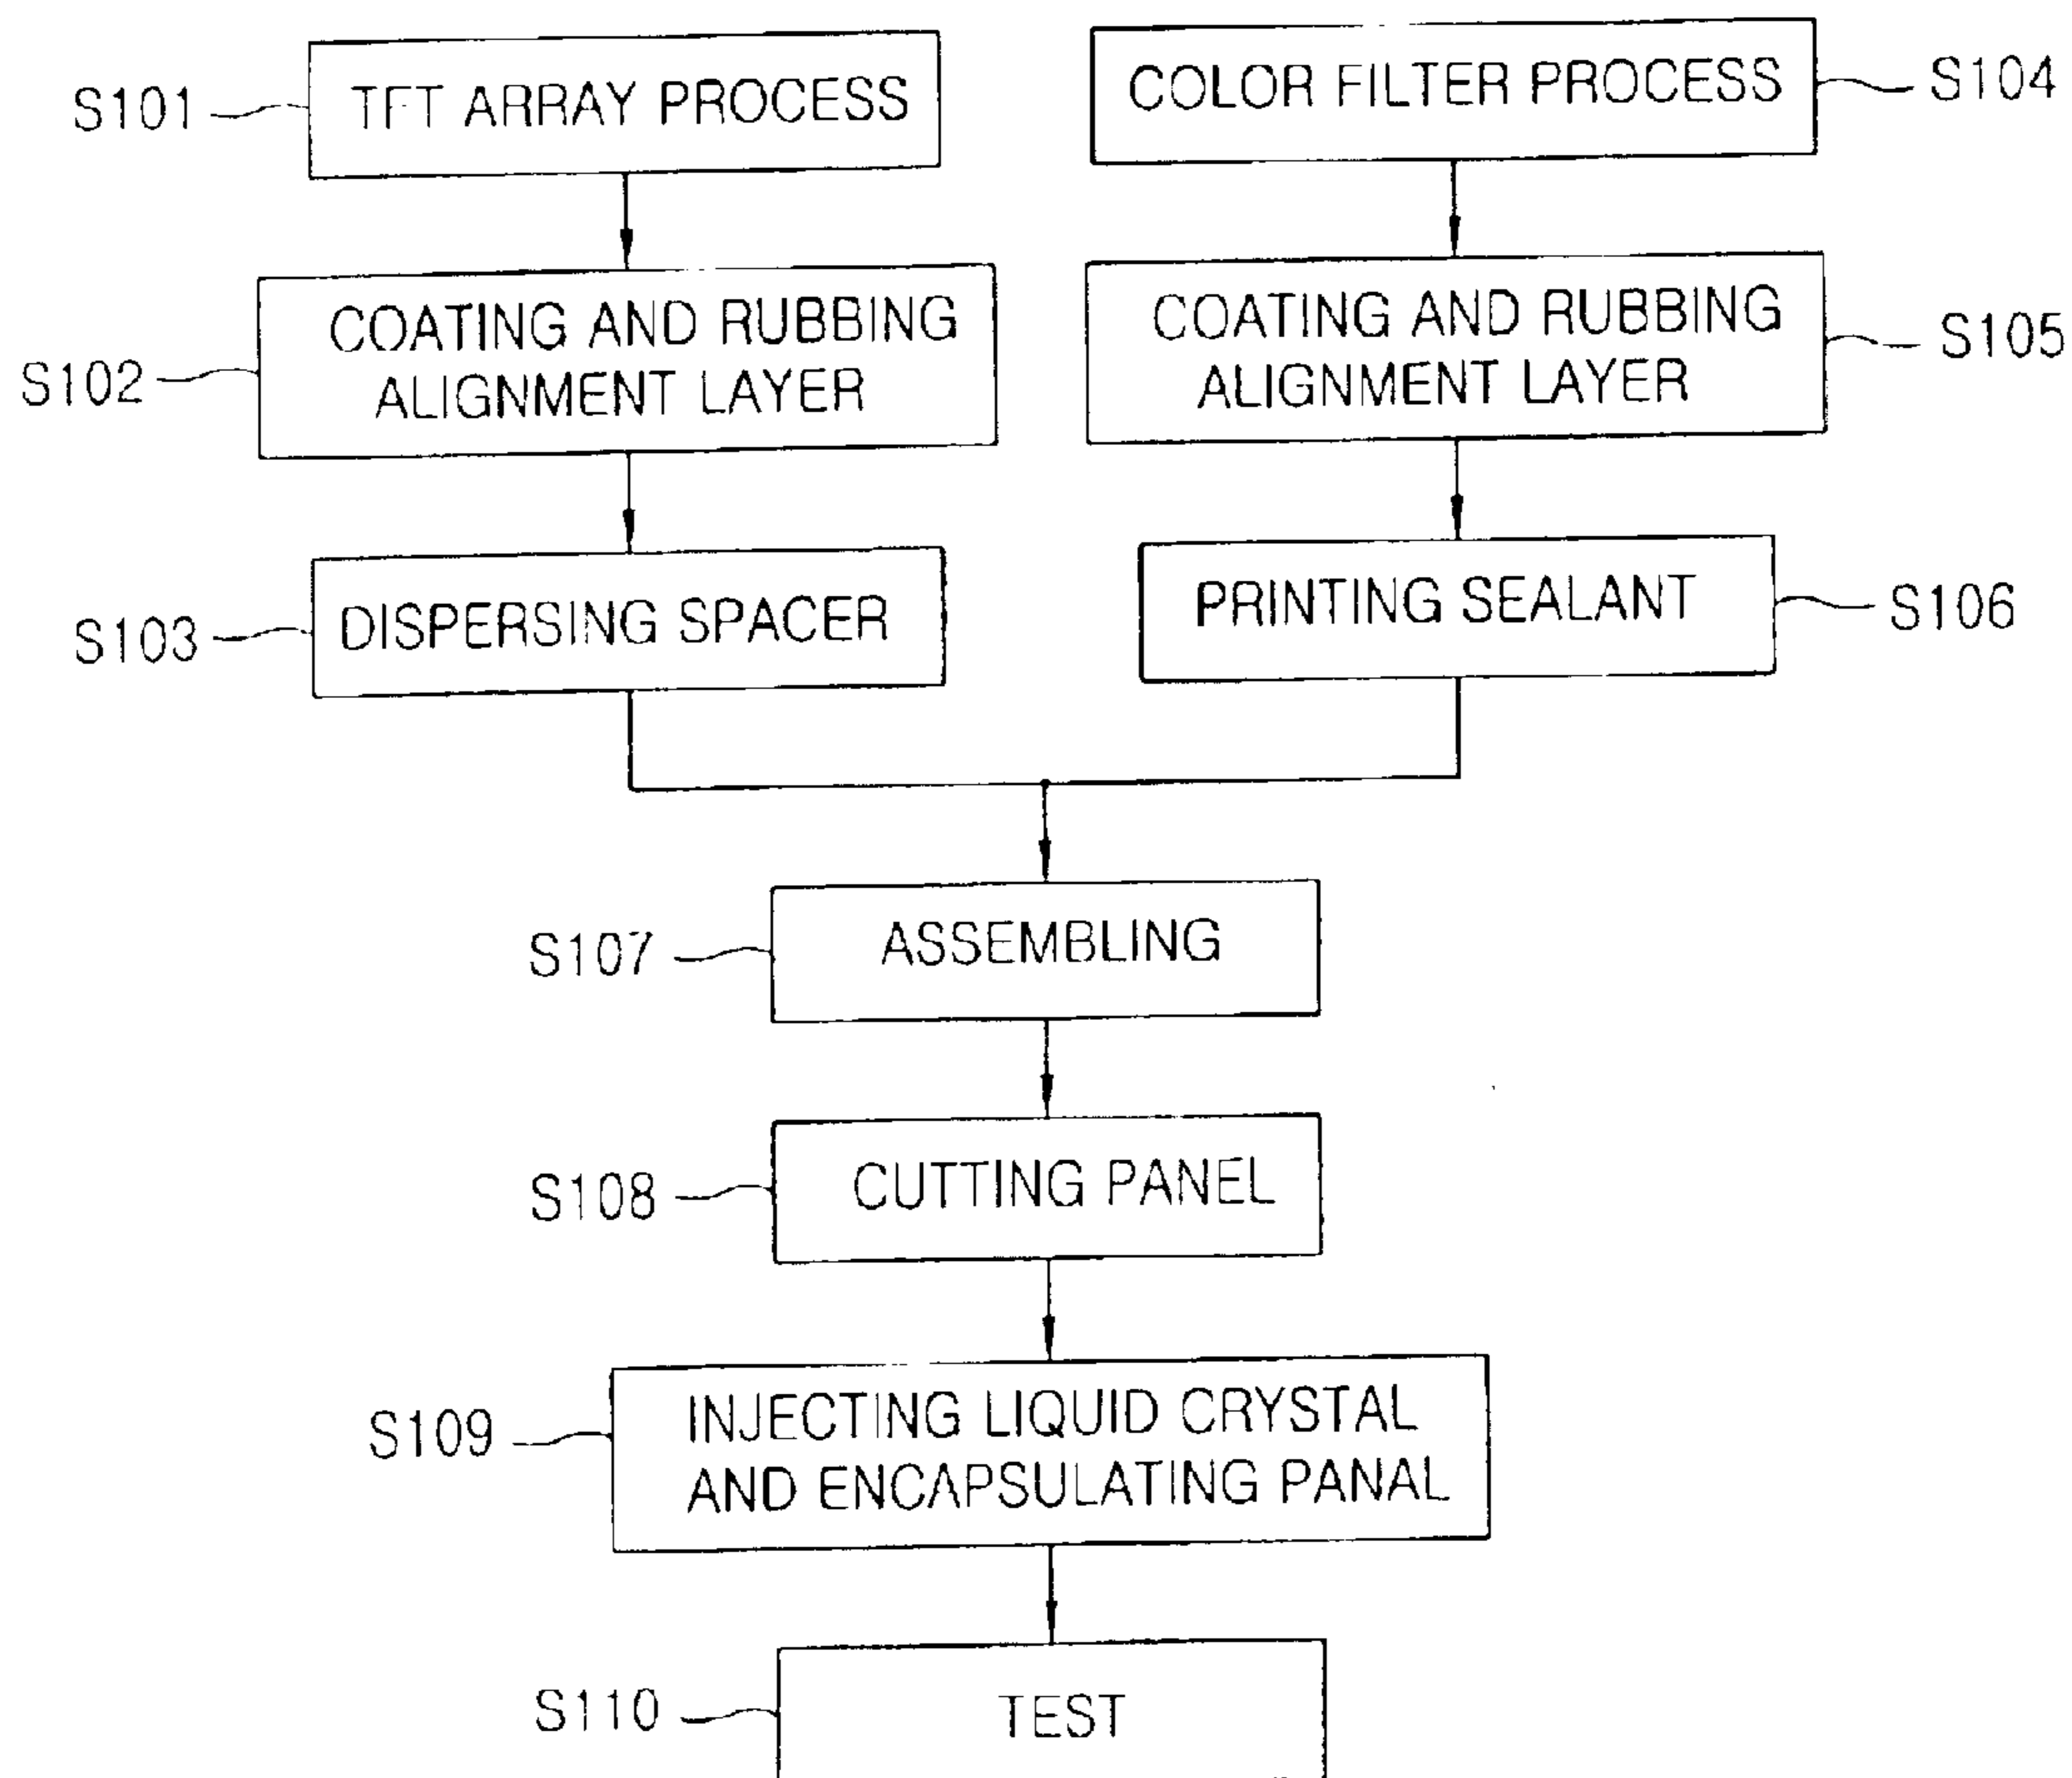 S101
TFT ARRAY PROCESS
COLOR FILTER PROCESS
S104
S102
COATING AND RUBBING
ALIGNMENT LAYER
COATING AND RUBBING
ALIGNMENT LAYER
S105
S103
DISPERSING SPACER
PRINTING SEALANT
S106
S107
ASSEMBLING
S108
CUTTING PANEL
S109
INJECTING LIQUID CRYSTAL
AND ENCAPSULATING PANAL
S110
TEST